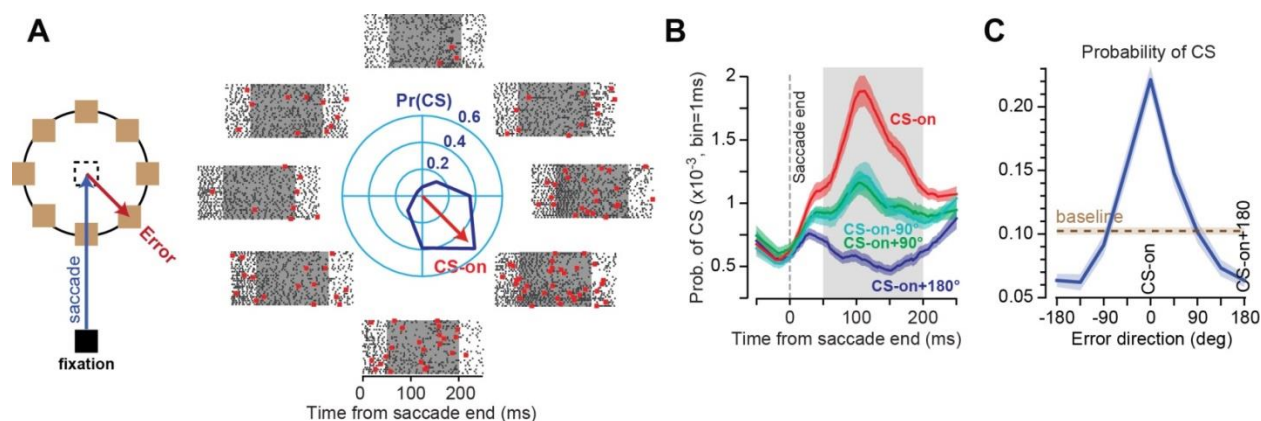 A
Pr(CS)
0.6
0.4
0.2
CS-on
saccade
Error
fixation
0 100 200
Time from saccade end (ms)
B
Prob. of CS (x10⁻³, bin=1ms)
2
1.5
1
0.5
Saccade end
CS-on
CS-on-90°
CS-on+90°
CS-on+180°
0 100 200
Time from saccade end (ms)
C
Probability of CS
0.20
0.15
0.10
0.05
baseline
CS-on
CS-on+180
-180 -90 0 90 180
Error direction (deg)